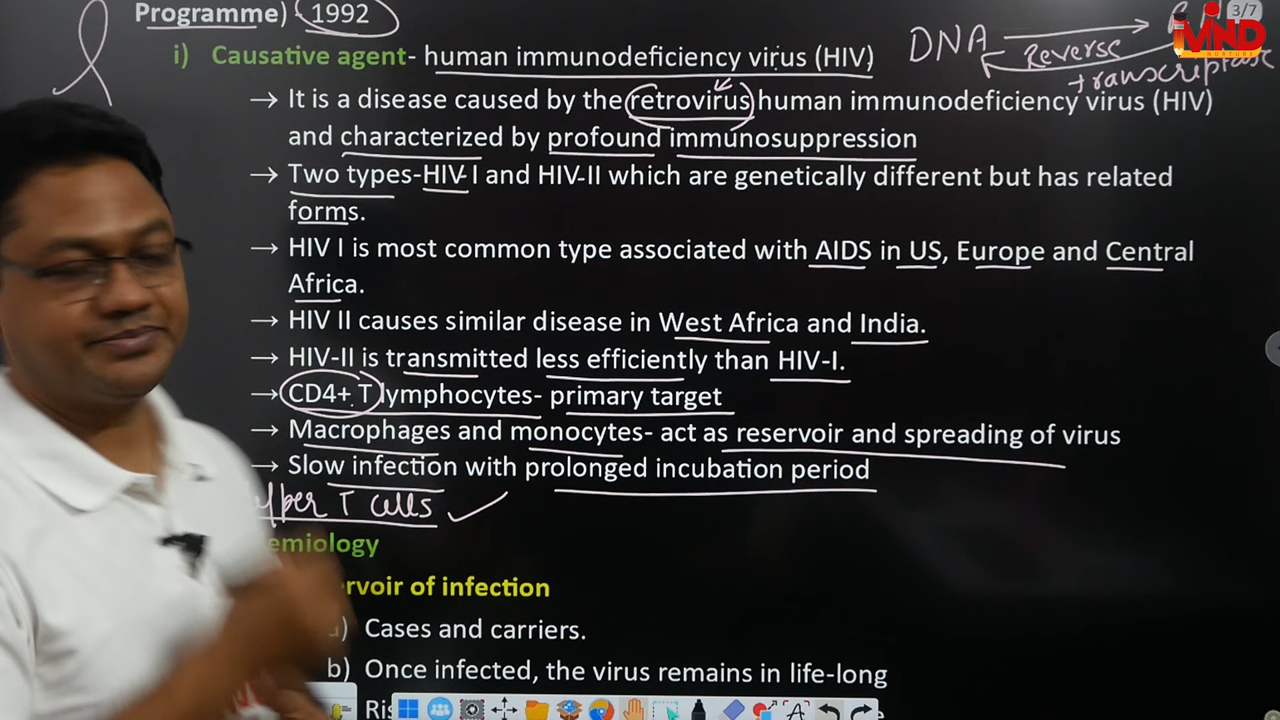 Programme) 1992
3/7
MIND
NURTURE
DNA
Reverse
transcriptase
i) Causative agent- human immunodeficiency virus (HIV)
→ It is a disease caused by the retrovirus human immunodeficiency virus (HIV)
and characterized by profound immunosuppression
→ Two types-HIV-I and HIV-II which are genetically different but has related
forms.
→ HIV I is most common type associated with AIDS in US, Europe and Central
Africa.
→ HIV II causes similar disease in West Africa and India.
→ HIV-II is transmitted less efficiently than HIV-I.
→ CD4+ T lymphocytes- primary target
→ Macrophages and monocytes- act as reservoir and spreading of virus
→ Slow infection with prolonged incubation period
T cells
emiology
ervoir of infection
a) Cases and carriers.
b) Once infected, the virus remains in life-long